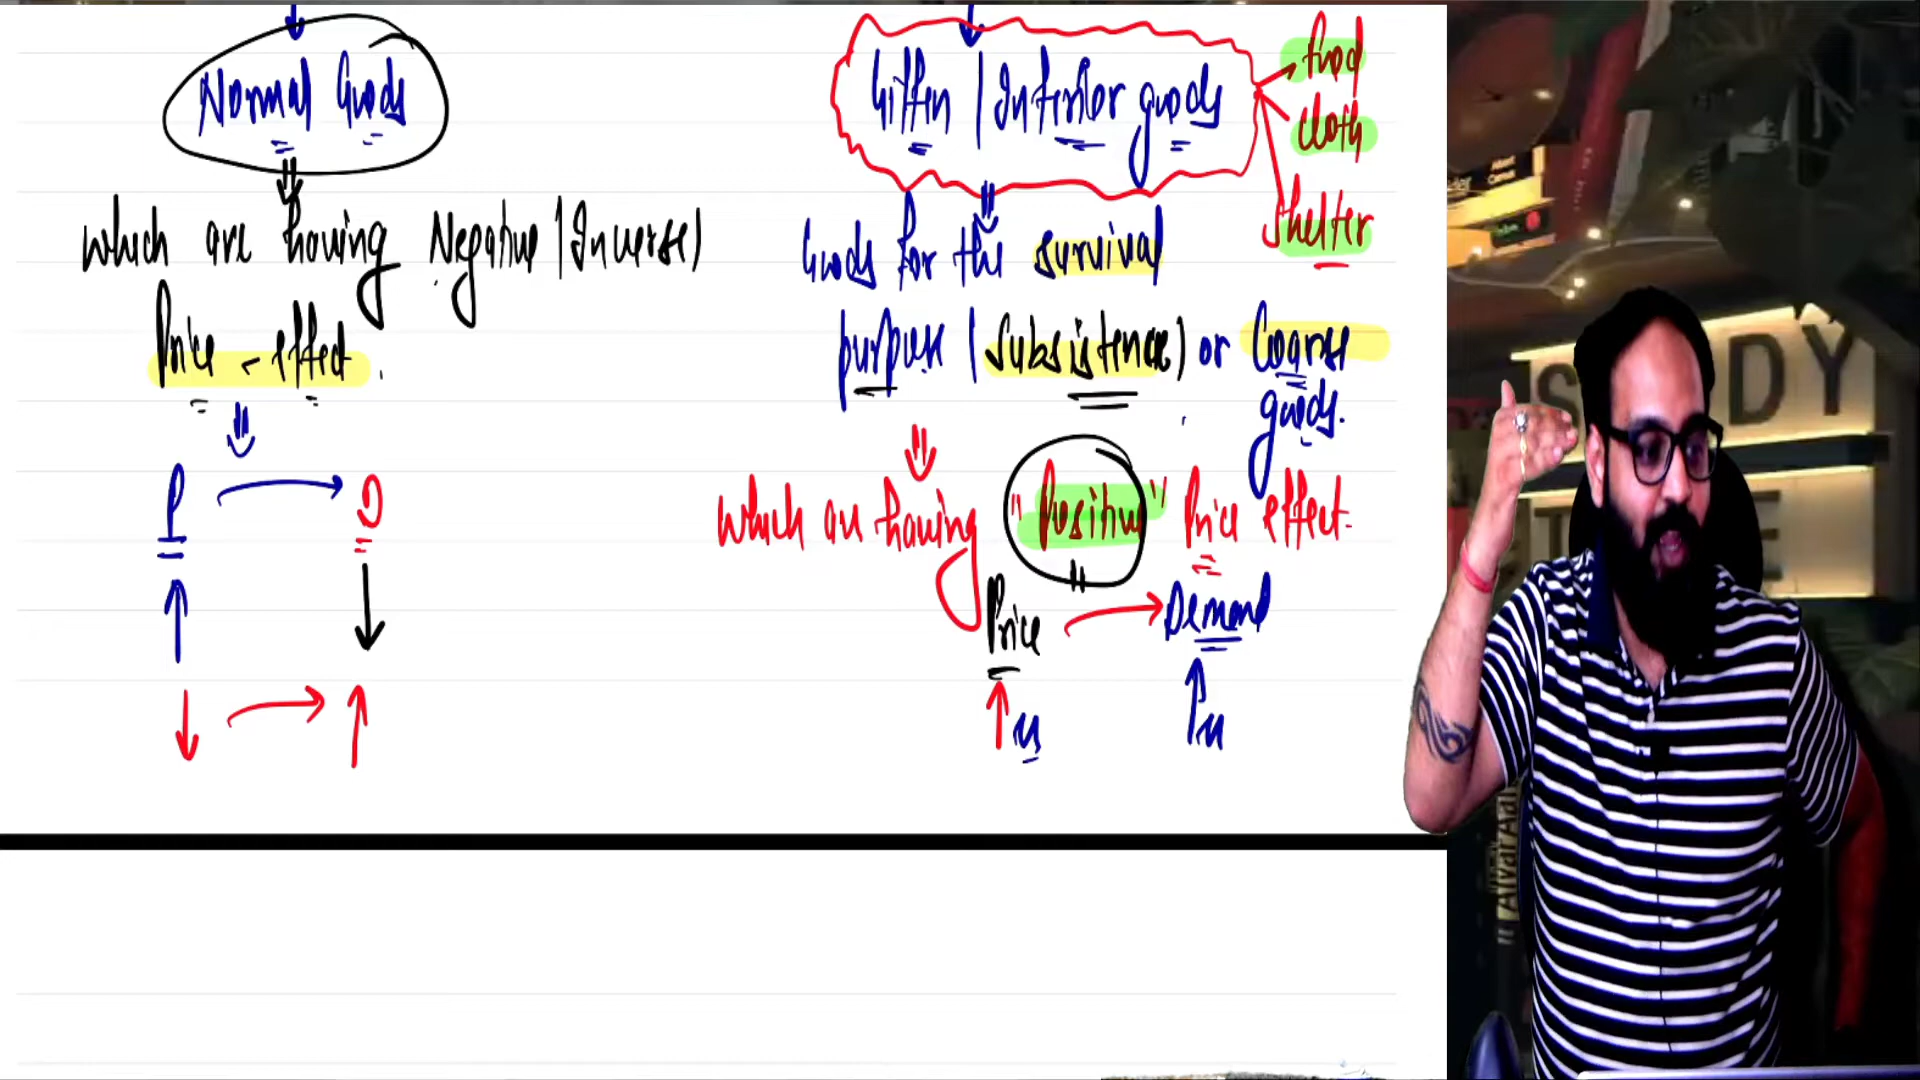 Normal Goods
which are having Negative (Inverse)
Price - effect.
P → D
↑ ↓
↓ → ↑
Giffen | Inferior goods
food
cloth
shelter
Goods for the survival
purpose (Subsistence) or Coarse
goods.
which are having "Positive" Price effect.
Price → Demand
↑ ↑
S DY